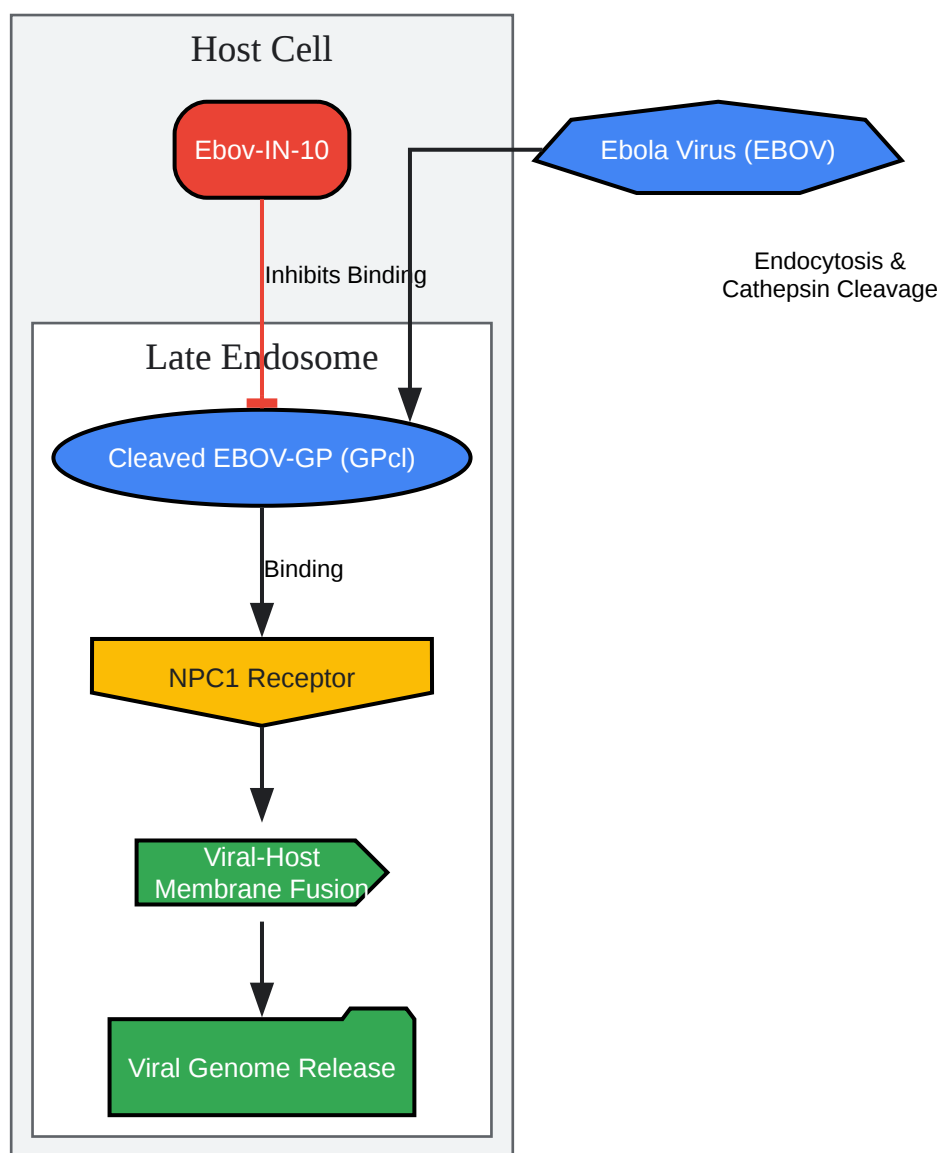 Host Cell
Ebov-IN-10
Ebola Virus (EBOV)
Inhibits Binding
Endocytosis &
Cathepsin Cleavage
Late Endosome
Cleaved EBOV-GP (GPcl)
Binding
NPC1 Receptor
Viral-Host
Membrane Fusion
Viral Genome Release